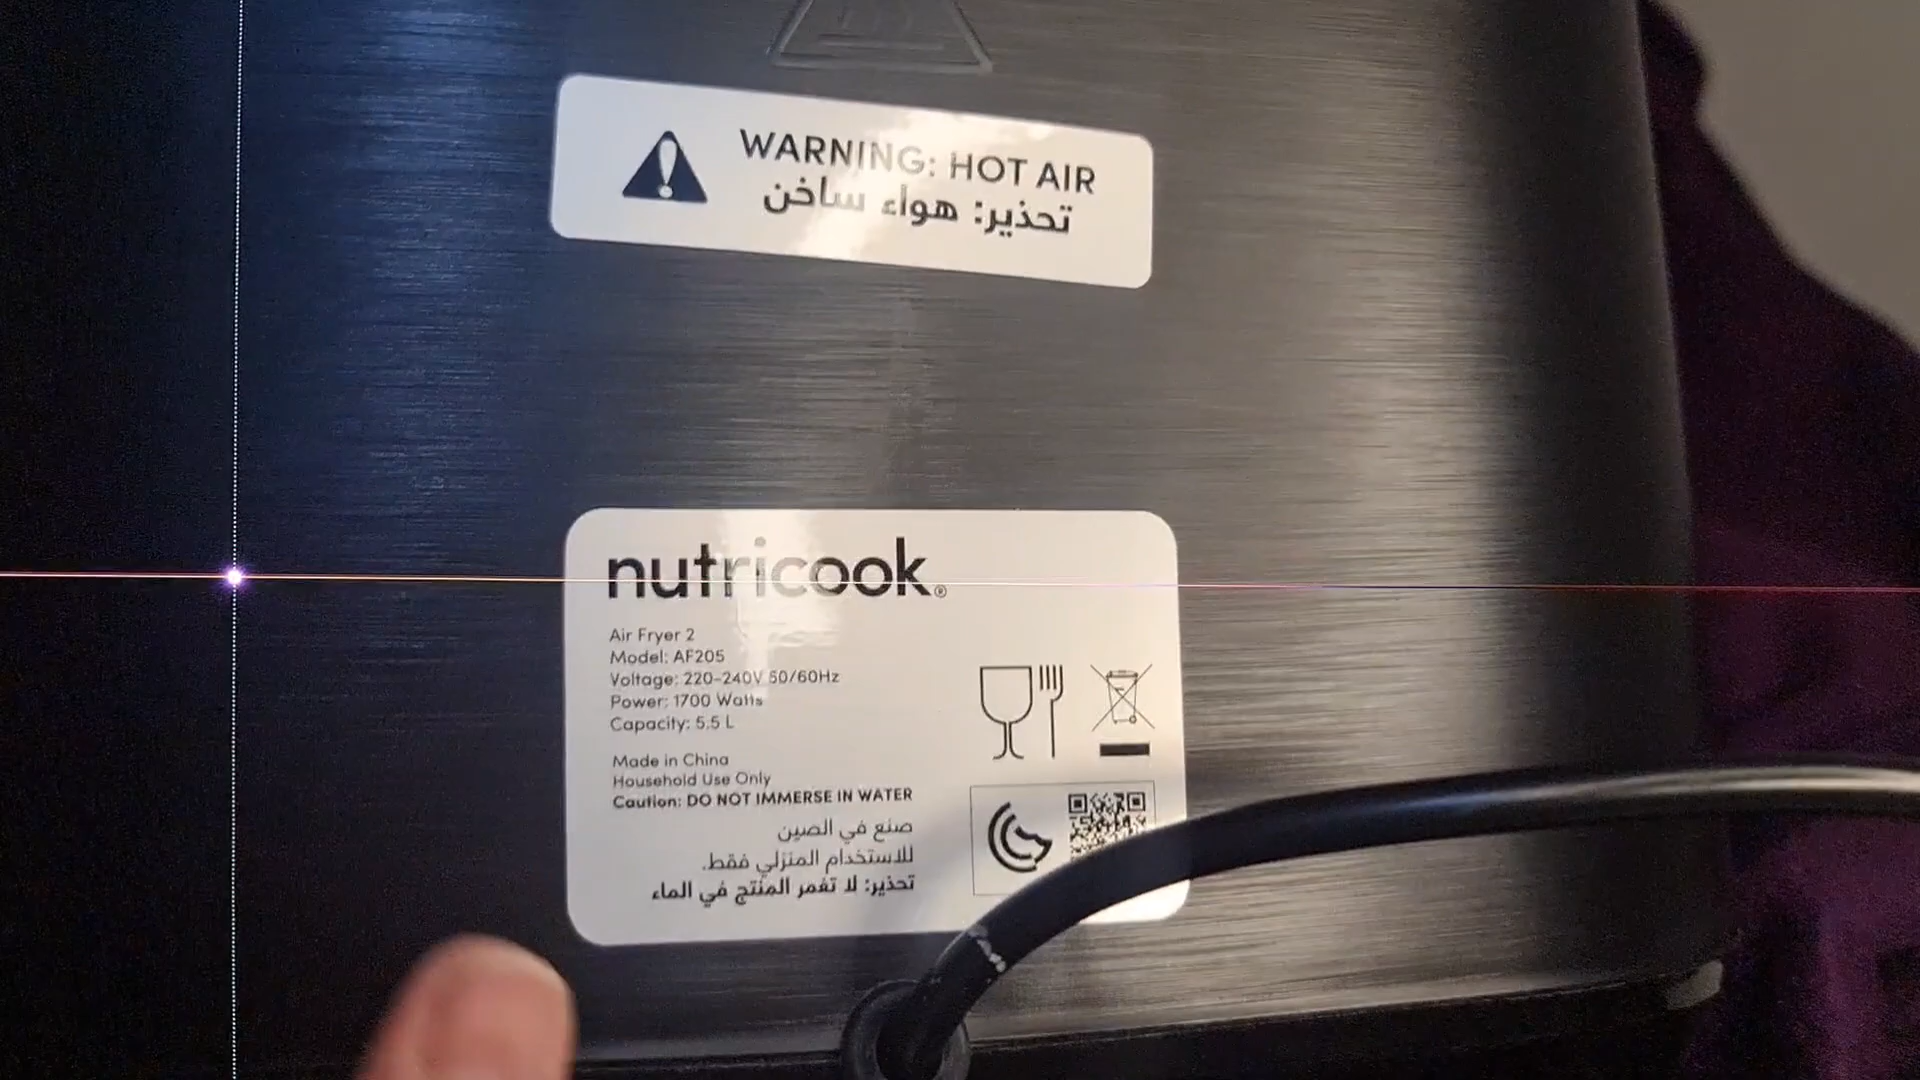 WARNING: HOT AIR
تحذير: هواء ساخن
nutricook®
Air Fryer 2
Model: AF205
Voltage: 220-240V 50/60Hz
Power: 1700 Watts
Capacity: 5.5 L
Made in China
Household Use Only
Caution: DO NOT IMMERSE IN WATER
صنع في الصين
للاستخدام المنزلي فقط.
تحذير: لا تغمر المنتج في الماء